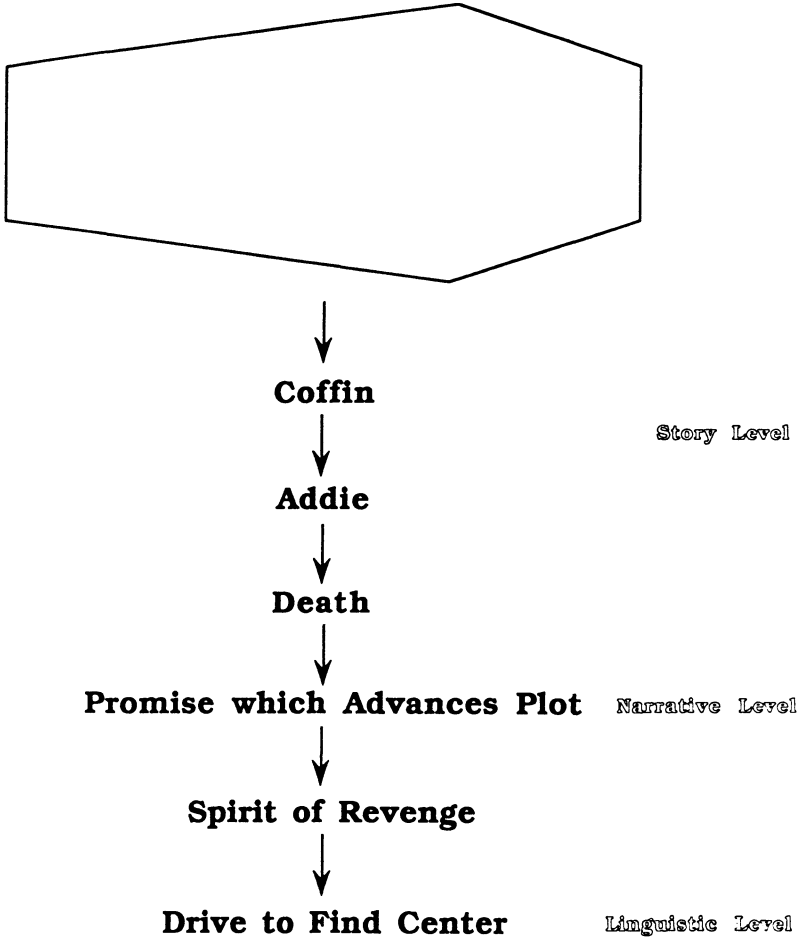 Coffin
Story Level
Addie
Death
Promise which Advances Plot Narrative Level
Spirit of Revenge
Drive to Find Center Linguistic Level